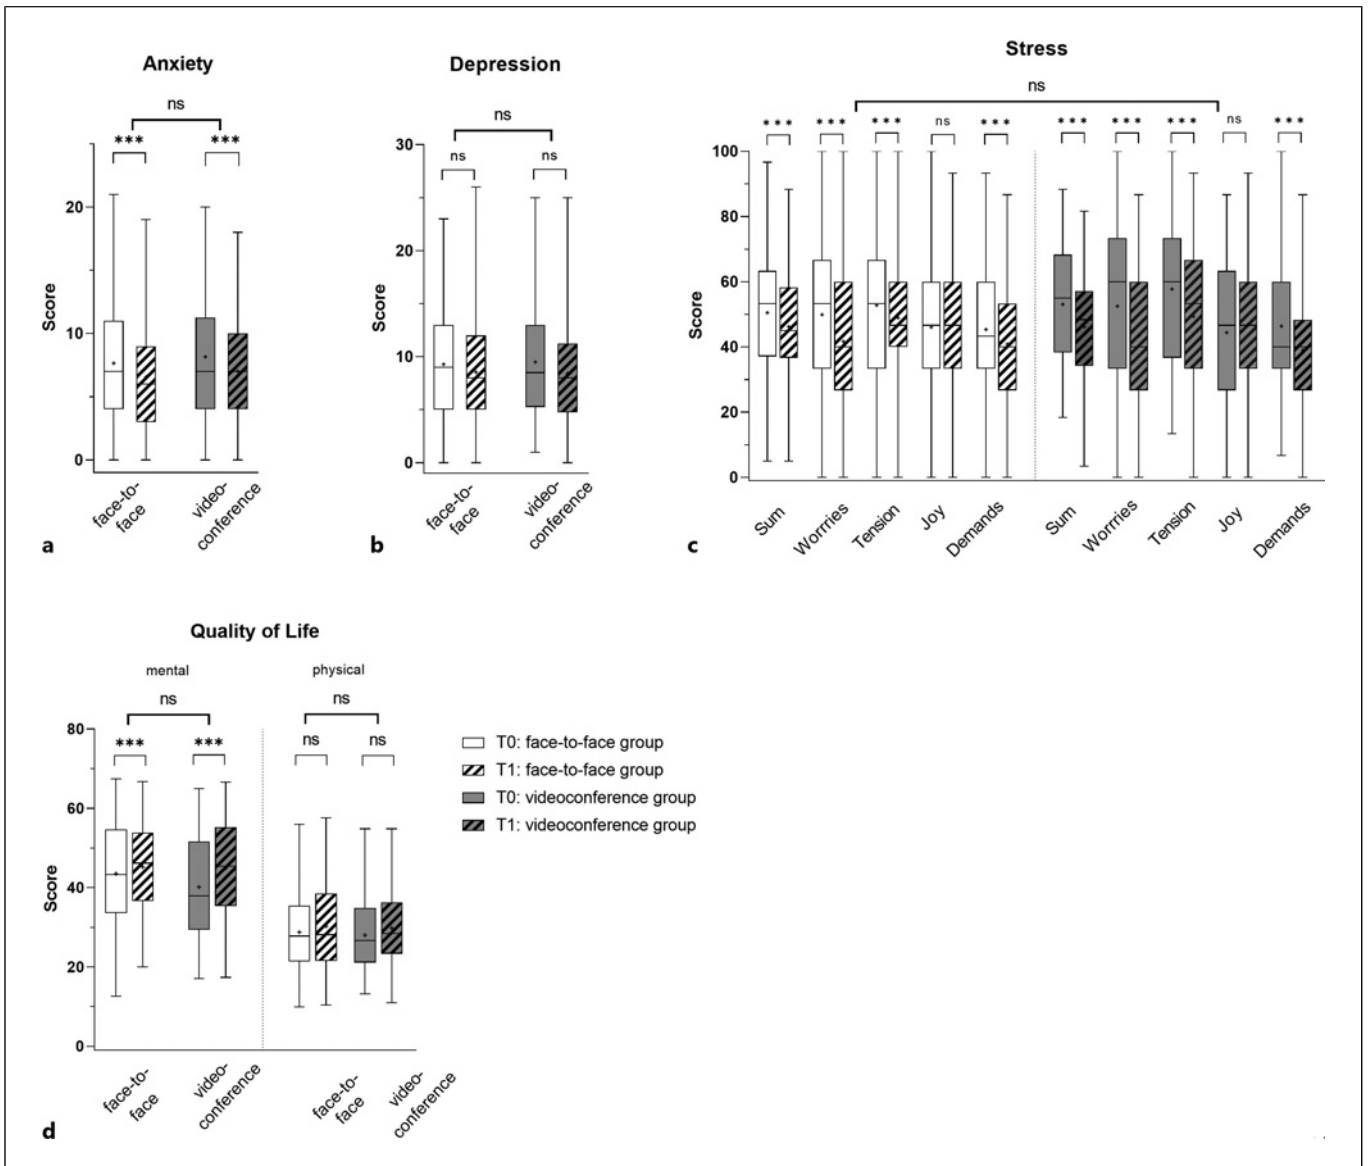 Anxiety
ns
*** ***
Score
20
10
0
face-to-
face
video-
conference
a
Depression
ns
ns ns
Score
30
20
10
0
face-to-
face
video-
conference
b
Stress
ns
*** *** *** ns *** *** *** *** ns ***
Score
100
80
60
40
20
0
Sum
Worrries
Tension
Joy
Demands
Sum
Worrries
Tension
Joy
Demands
c
Quality of Life
mental physical
ns ns
*** *** ns ns
Score
80
60
40
20
0
face-to-
face
video-
conference
face-to-
face
video-
conference
T0: face-to-face group
T1: face-to-face group
T0: videoconference group
T1: videoconference group
d